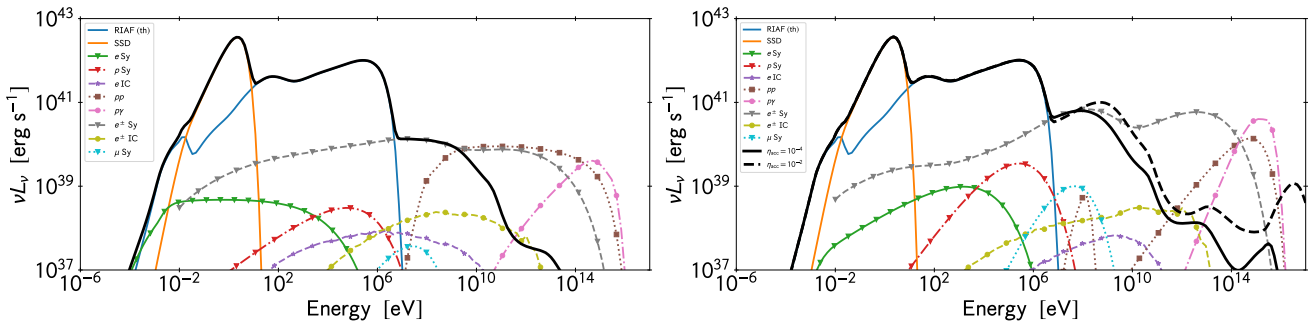 10^43
10^41
10^39
10^37
νL_ν [erg s^−1]
RIAF (th)
SSD
e Sy
p Sy
e IC
pp
pγ
e^± Sy
e^± IC
μ Sy
10^−6 10^−2 10^2 10^6 10^10 10^14
Energy [eV]
10^43
10^41
10^39
10^37
νL_ν [erg s^−1]
RIAF (th)
SSD
e Sy
p Sy
e IC
pp
pγ
e^± Sy
e^± IC
μ Sy
η_acc = 10^−4
η_acc = 10^−2
10^−6 10^−2 10^2 10^6 10^10 10^14
Energy [eV]